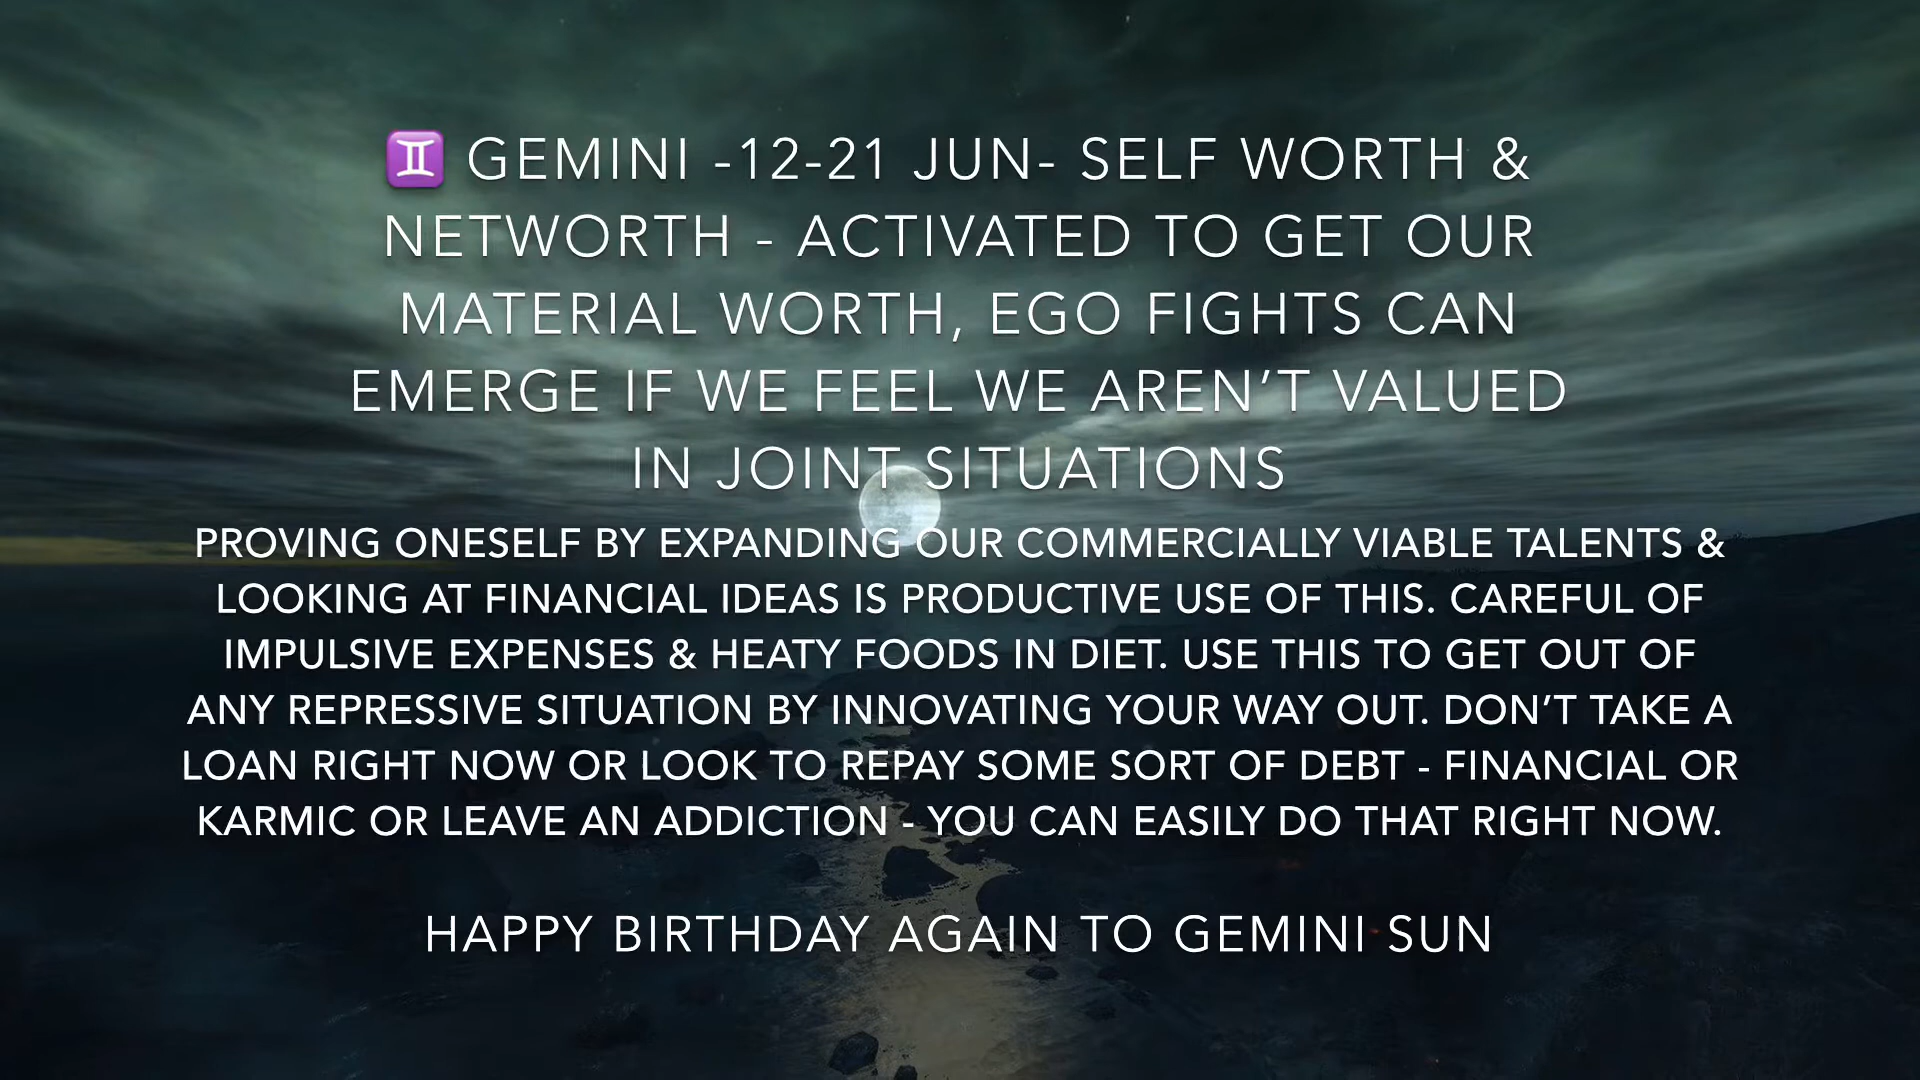 ♊ GEMINI -12-21 JUN- SELF WORTH &
NETWORTH - ACTIVATED TO GET OUR
MATERIAL WORTH, EGO FIGHTS CAN
EMERGE IF WE FEEL WE AREN’T VALUED
IN JOINT SITUATIONS
PROVING ONESELF BY EXPANDING OUR COMMERCIALLY VIABLE TALENTS &
LOOKING AT FINANCIAL IDEAS IS PRODUCTIVE USE OF THIS. CAREFUL OF
IMPULSIVE EXPENSES & HEATY FOODS IN DIET. USE THIS TO GET OUT OF
ANY REPRESSIVE SITUATION BY INNOVATING YOUR WAY OUT. DON’T TAKE A
LOAN RIGHT NOW OR LOOK TO REPAY SOME SORT OF DEBT - FINANCIAL OR
KARMIC OR LEAVE AN ADDICTION - YOU CAN EASILY DO THAT RIGHT NOW.
HAPPY BIRTHDAY AGAIN TO GEMINI SUN